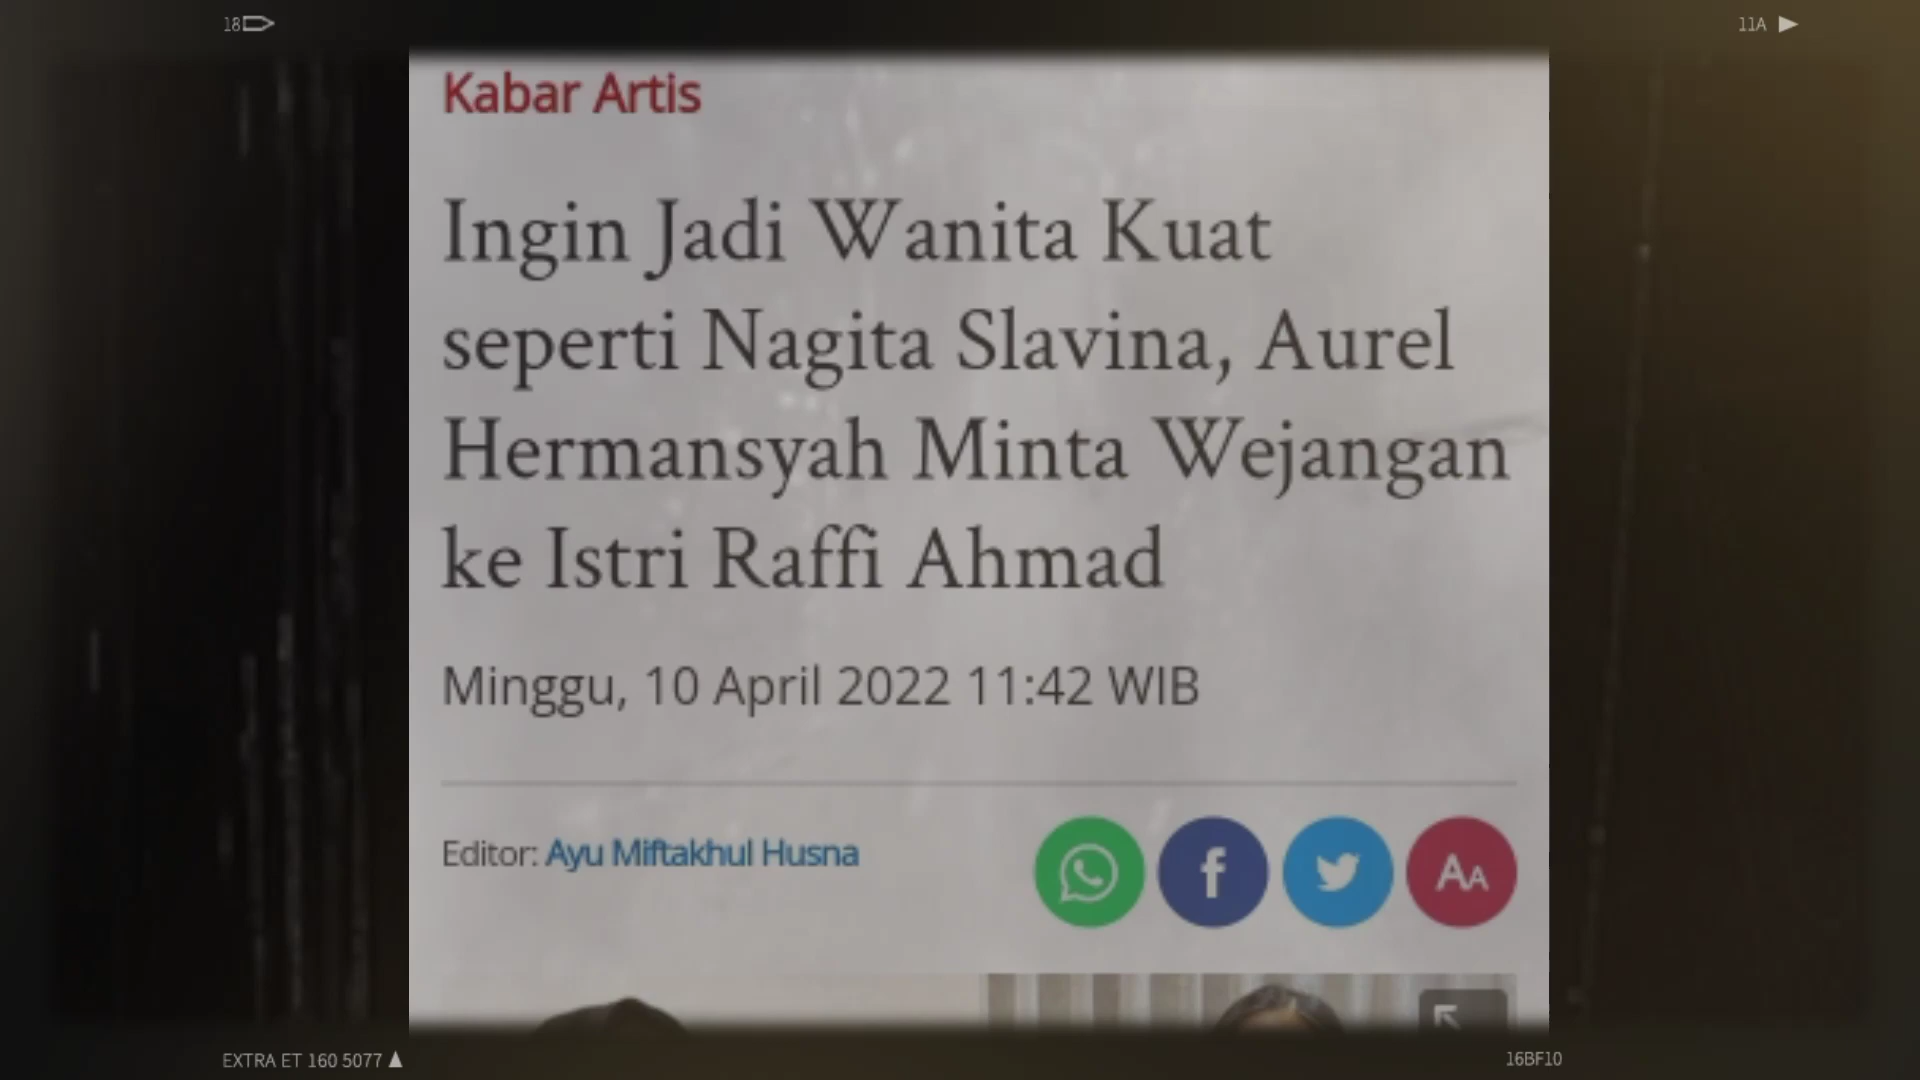 18
11A
Kabar Artis
Ingin Jadi Wanita Kuat
seperti Nagita Slavina, Aurel
Hermansyah Minta Wejangan
ke Istri Raffi Ahmad
Minggu, 10 April 2022 11:42 WIB
Editor: Ayu Miftakhul Husna
f
AA
EXTRA ET 160 5077
16BF10